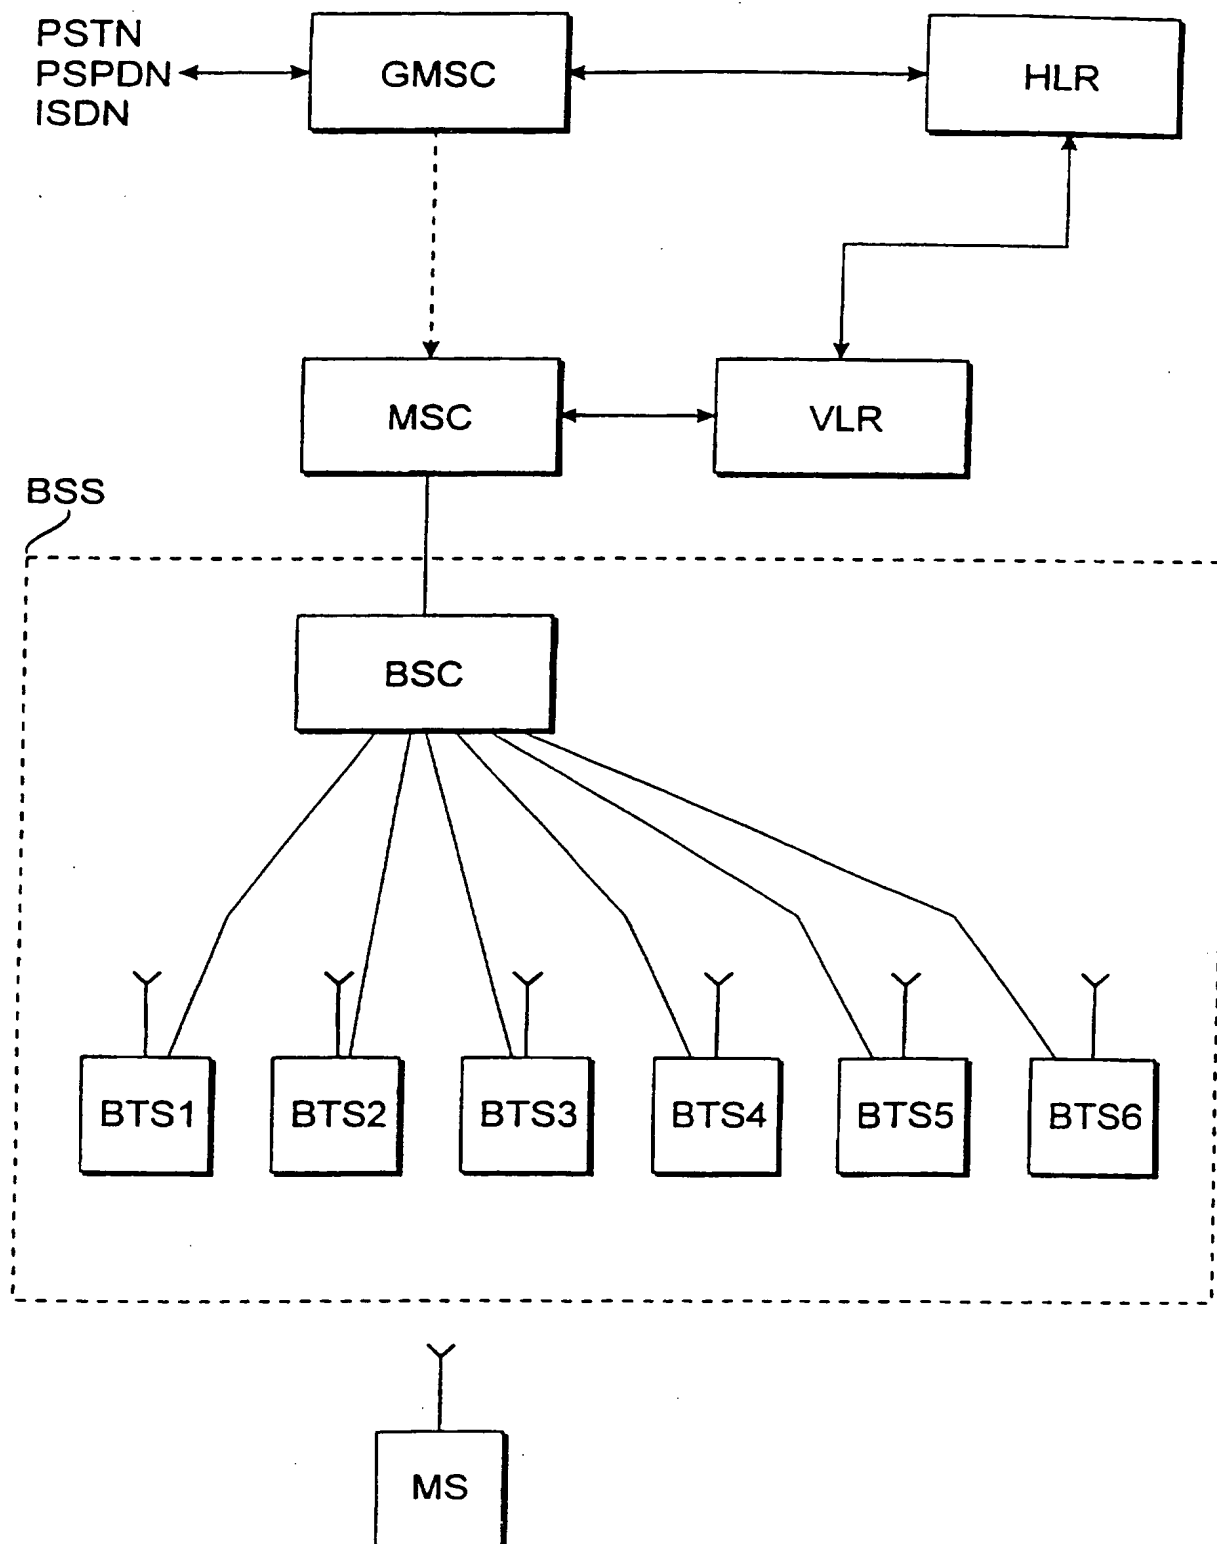 PSTN
PSPDN
ISDN
GMSC
HLR
MSC
VLR
BSS
BSC
BTS1
BTS2
BTS3
BTS4
BTS5
BTS6
MS